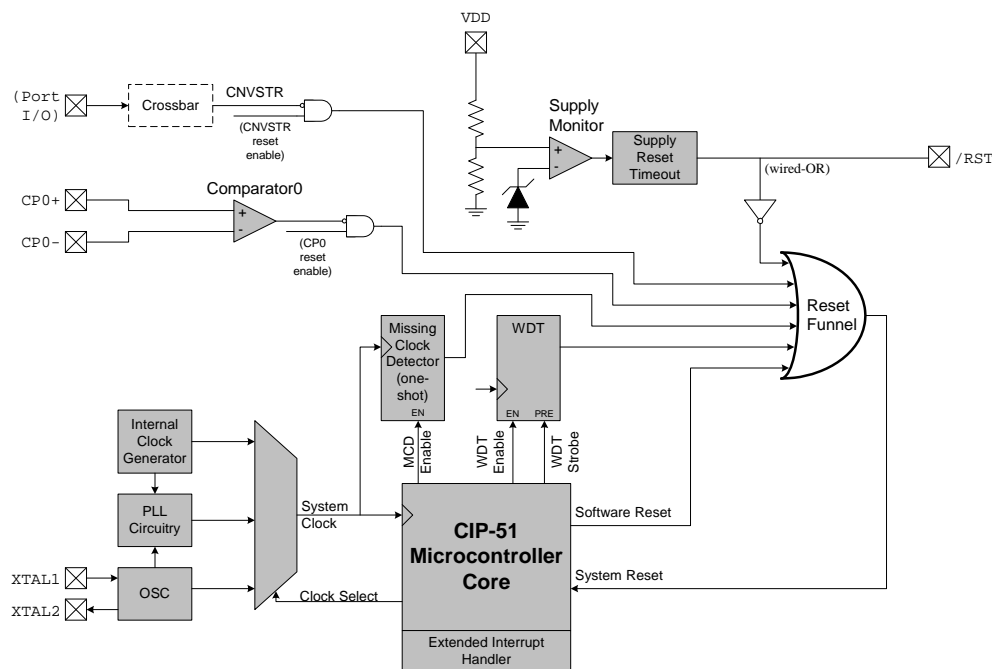 VDD
(Port
I/O)
Crossbar
CNVSTR
(CNVSTR
reset
enable)
Supply
Monitor
+
-
Supply
Reset
Timeout
(wired-OR)
/RST
CP0+
CP0-
Comparator0
+
-
(CP0
reset
enable)
Reset
Funnel
Missing
Clock
Detector
(one-
shot)
EN
WDT
EN
PRE
MCD
Enable
WDT
Enable
WDT
Strobe
Internal
Clock
Generator
PLL
Circuitry
OSC
XTAL1
XTAL2
System
Clock
Clock Select
CIP-51
Microcontroller
Core
Extended Interrupt
Handler
Software Reset
System Reset